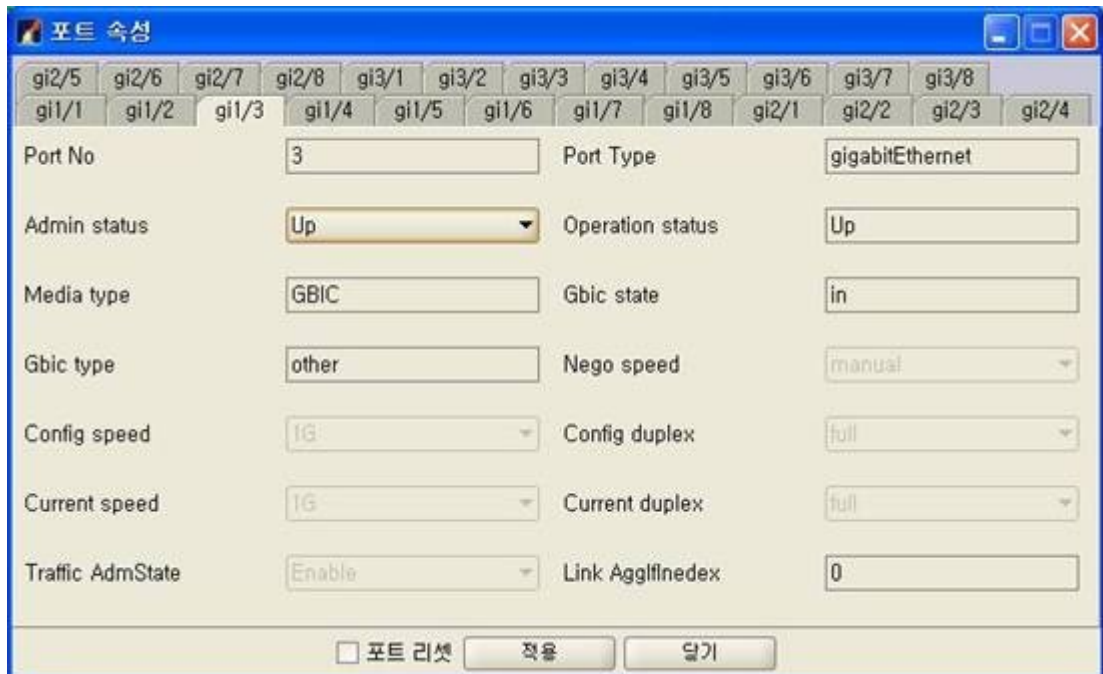 포트 속성
gi2/5 gi2/6 gi2/7 gi2/8 gi3/1 gi3/2 gi3/3 gi3/4 gi3/5 gi3/6 gi3/7 gi3/8
gi1/1 gi1/2 gi1/3 gi1/4 gi1/5 gi1/6 gi1/7 gi1/8 gi2/1 gi2/2 gi2/3 gi2/4
Port No 3 Port Type gigabitEthernet
Admin status Up Operation status Up
Media type GBIC Gbic state in
Gbic type other Nego speed manual
Config speed 1G Config duplex full
Current speed 1G Current duplex full
Traffic AdmState Enable Link AggIfInedex 0
포트 리셋 적용 닫기